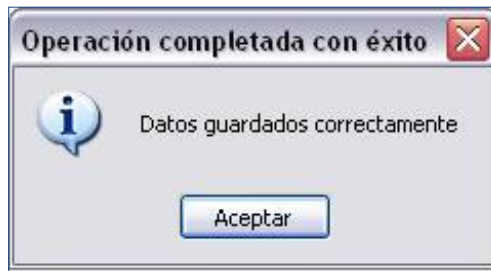 Operación completada con éxito
Datos guardados correctamente
Aceptar